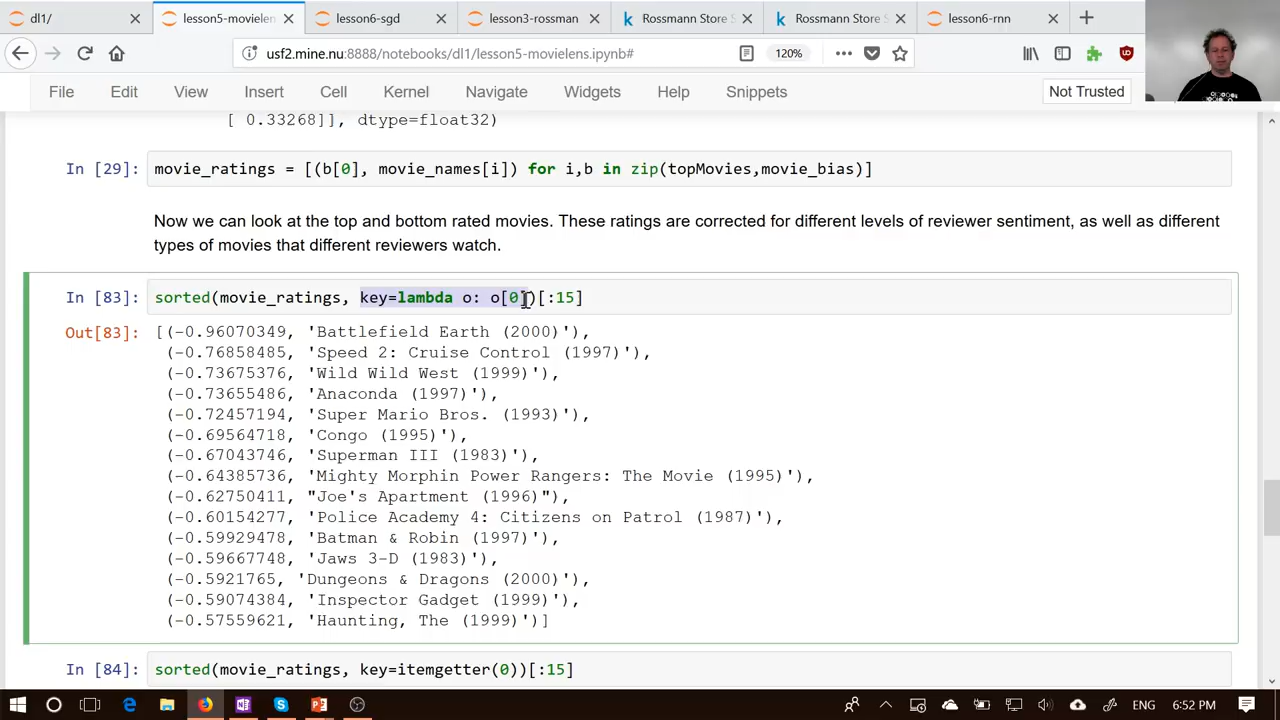 dl1/
lesson5-movielen
lesson6-sgd
lesson3-rossman
Rossmann Store S
Rossmann Store S
lesson6-rnn
usf2.mine.nu:8888/notebooks/dl1/lesson5-movielens.ipynb#
120%
File Edit View Insert Cell Kernel Navigate Widgets Help Snippets Not Trusted
[ 0.33268]], dtype=float32)
In [29]: movie_ratings = [(b[0], movie_names[i]) for i,b in zip(topMovies,movie_bias)]
Now we can look at the top and bottom rated movies. These ratings are corrected for different levels of reviewer sentiment, as well as different
types of movies that different reviewers watch.
In [83]: sorted(movie_ratings, key=lambda o: o[0])[:15]
Out[83]: [(-0.96070349, 'Battlefield Earth (2000)'),
(-0.76858485, 'Speed 2: Cruise Control (1997)'),
(-0.73675376, 'Wild Wild West (1999)'),
(-0.73655486, 'Anaconda (1997)'),
(-0.72457194, 'Super Mario Bros. (1993)'),
(-0.69564718, 'Congo (1995)'),
(-0.67043746, 'Superman III (1983)'),
(-0.64385736, 'Mighty Morphin Power Rangers: The Movie (1995)'),
(-0.62750411, "Joe's Apartment (1996)"),
(-0.60154277, 'Police Academy 4: Citizens on Patrol (1987)'),
(-0.59929478, 'Batman & Robin (1997)'),
(-0.59667748, 'Jaws 3-D (1983)'),
(-0.5921765, 'Dungeons & Dragons (2000)'),
(-0.59074384, 'Inspector Gadget (1999)'),
(-0.57559621, 'Haunting, The (1999)')]
In [84]: sorted(movie_ratings, key=itemgetter(0))[:15]
ENG 6:52 PM